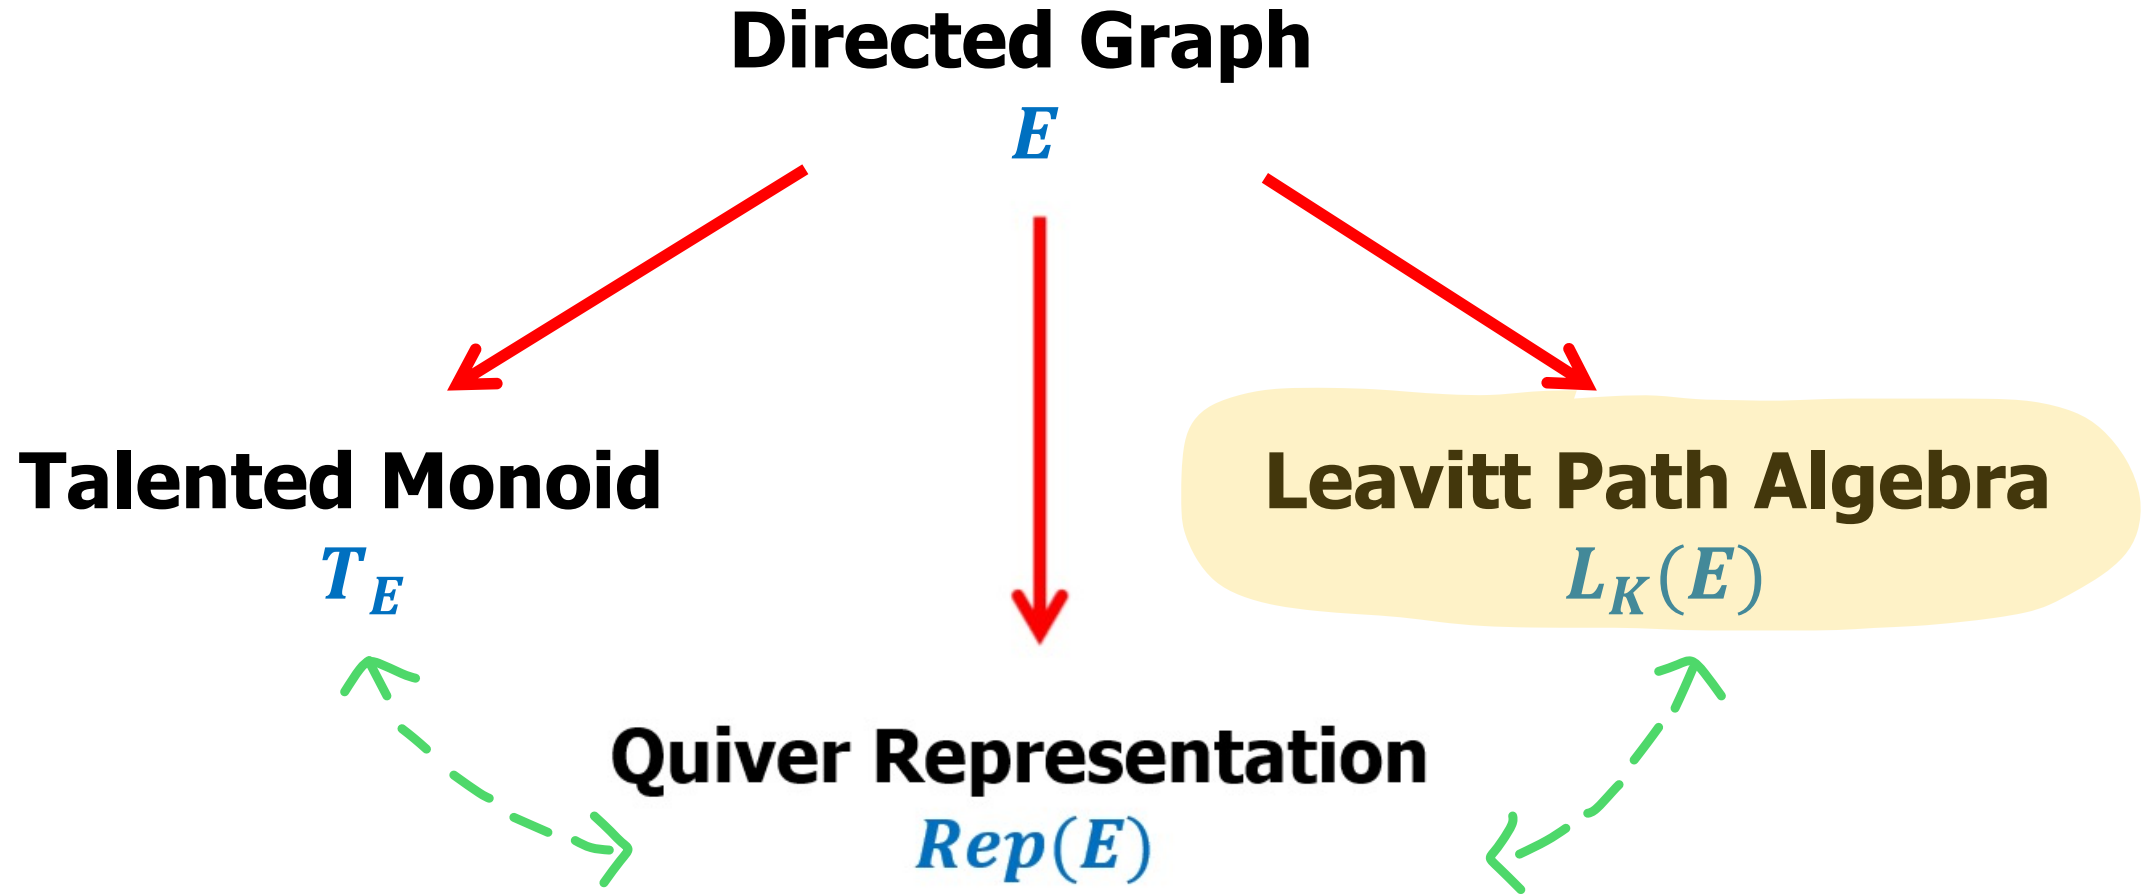 Directed Graph
E
Talented Monoid
T_E
Leavitt Path Algebra
L_K(E)
Quiver Representation
Rep(E)